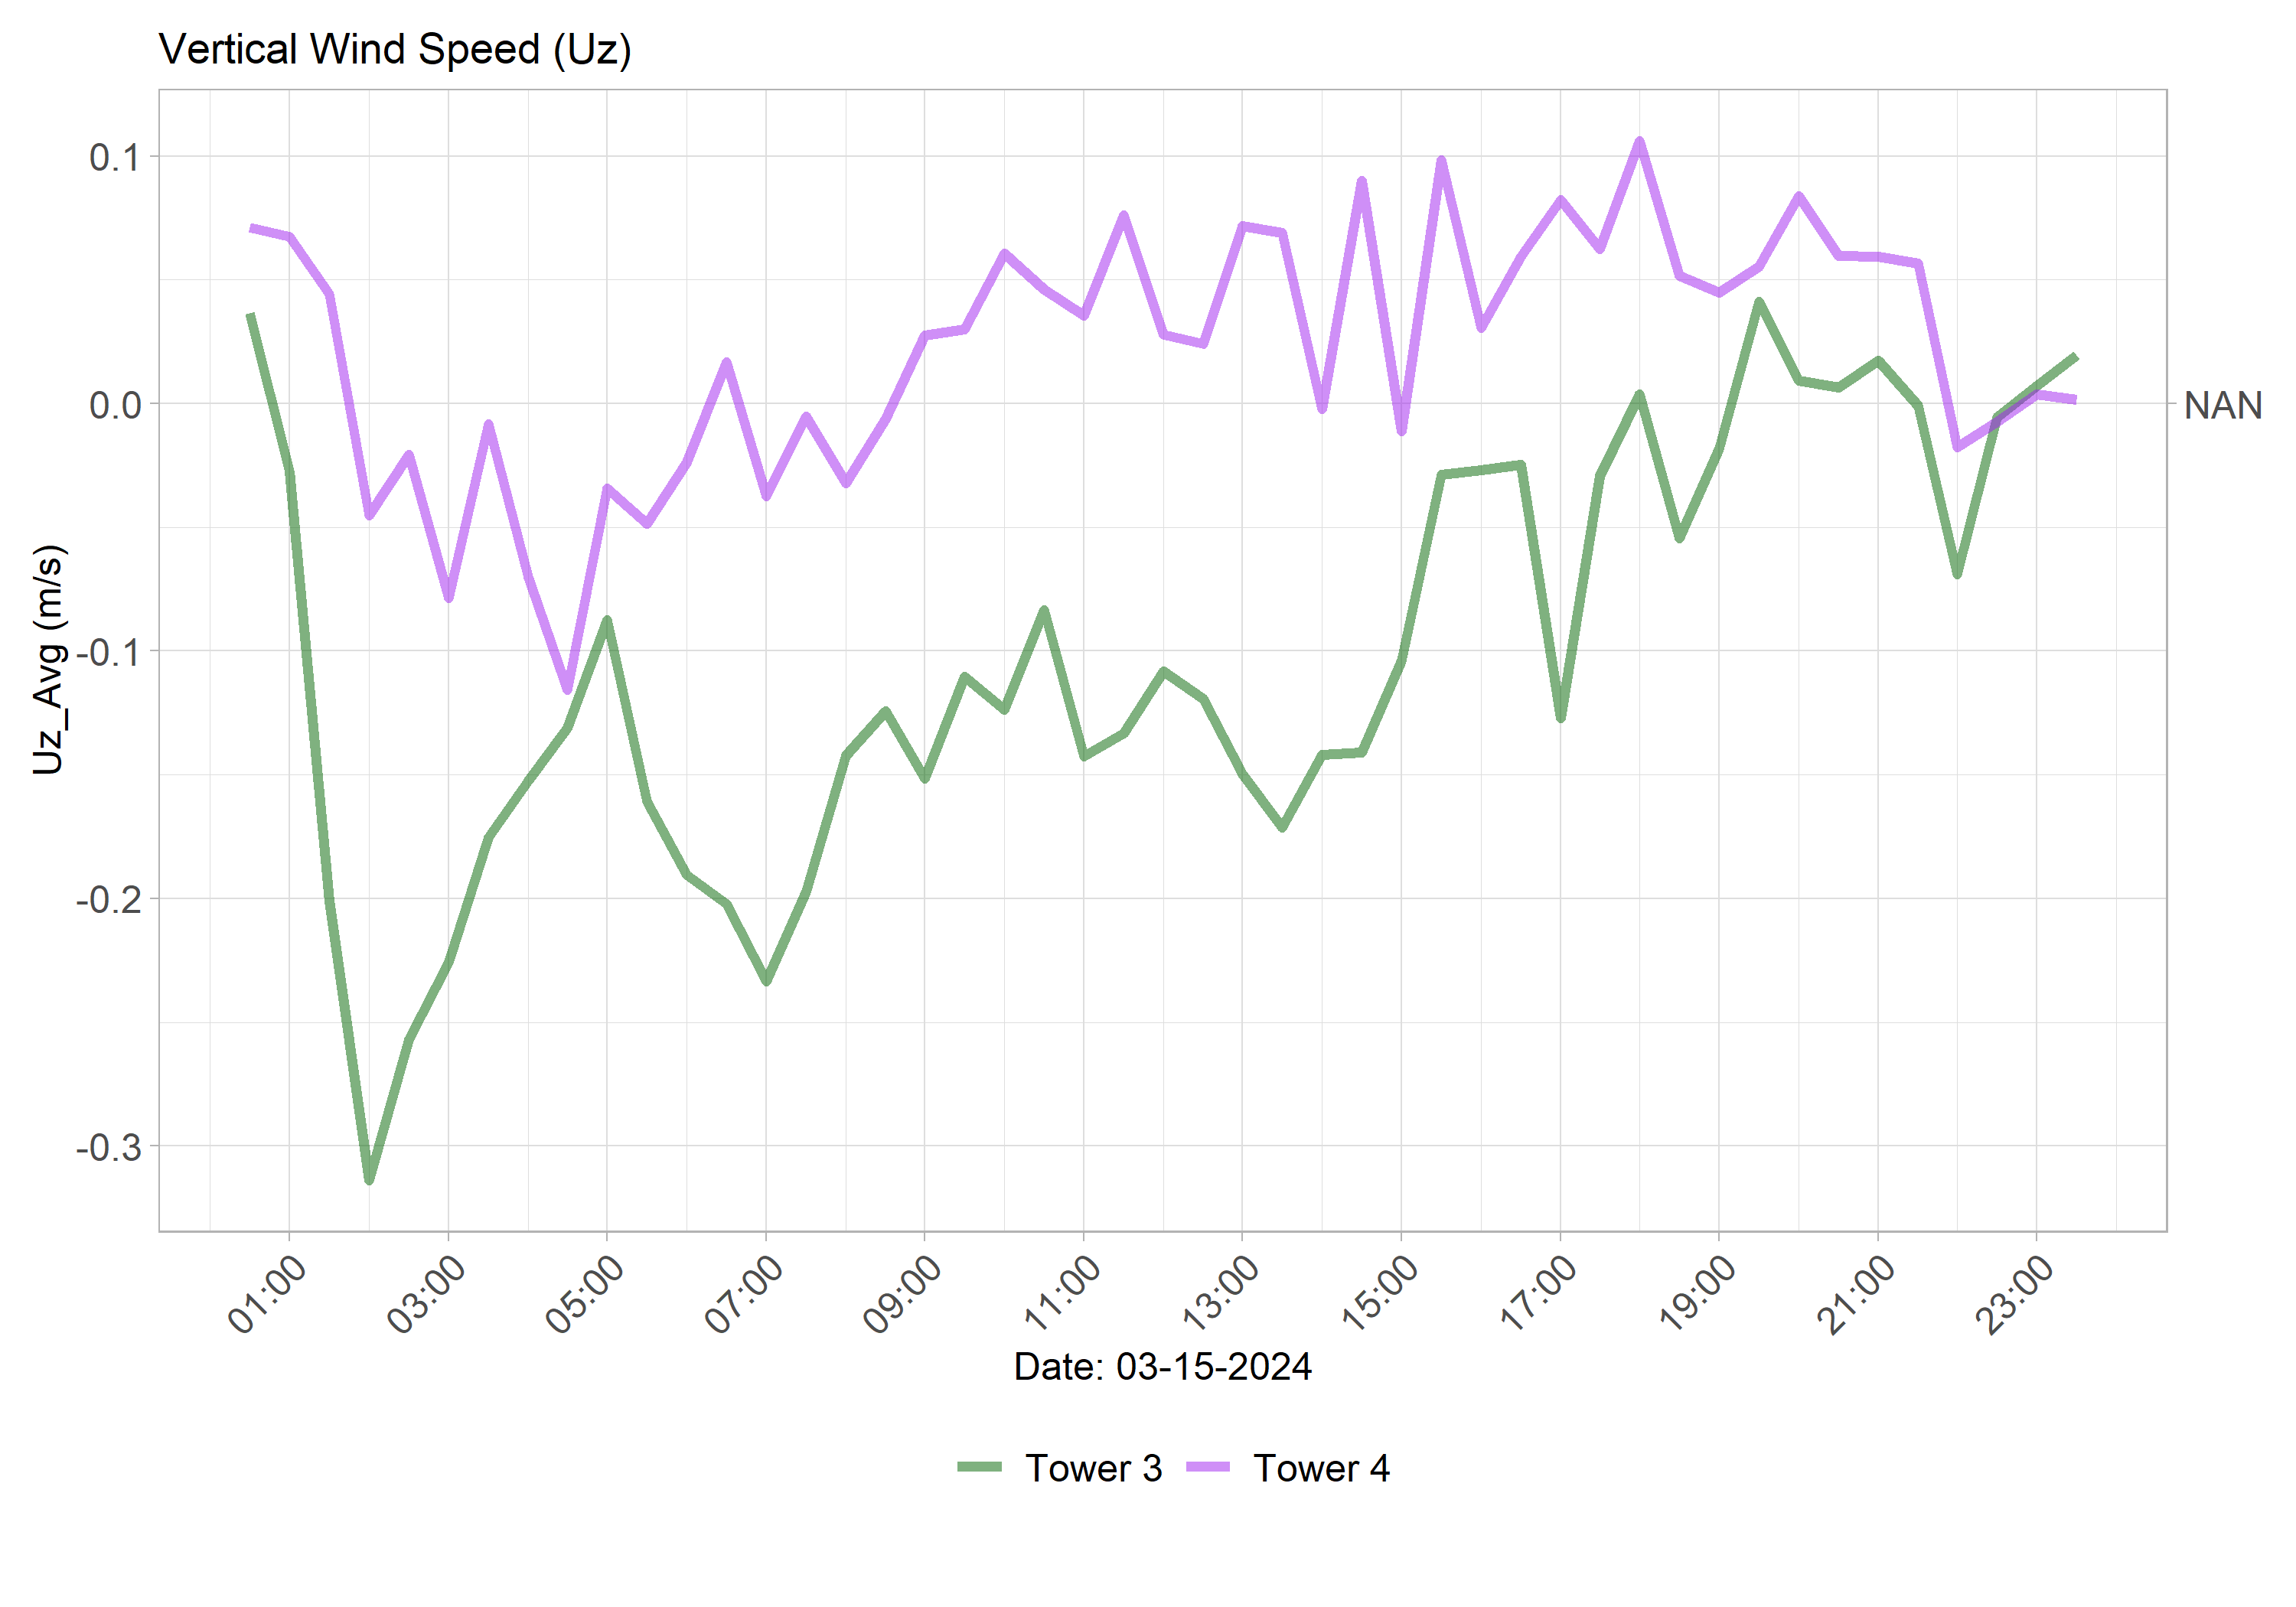 Vertical Wind Speed (Uz)
Uz_Avg (m/s)
0.1
0.0
-0.1
-0.2
-0.3
NAN
01:00 03:00 05:00 07:00 09:00 11:00 13:00 15:00 17:00 19:00 21:00 23:00
Date: 03-15-2024
Tower 3 Tower 4